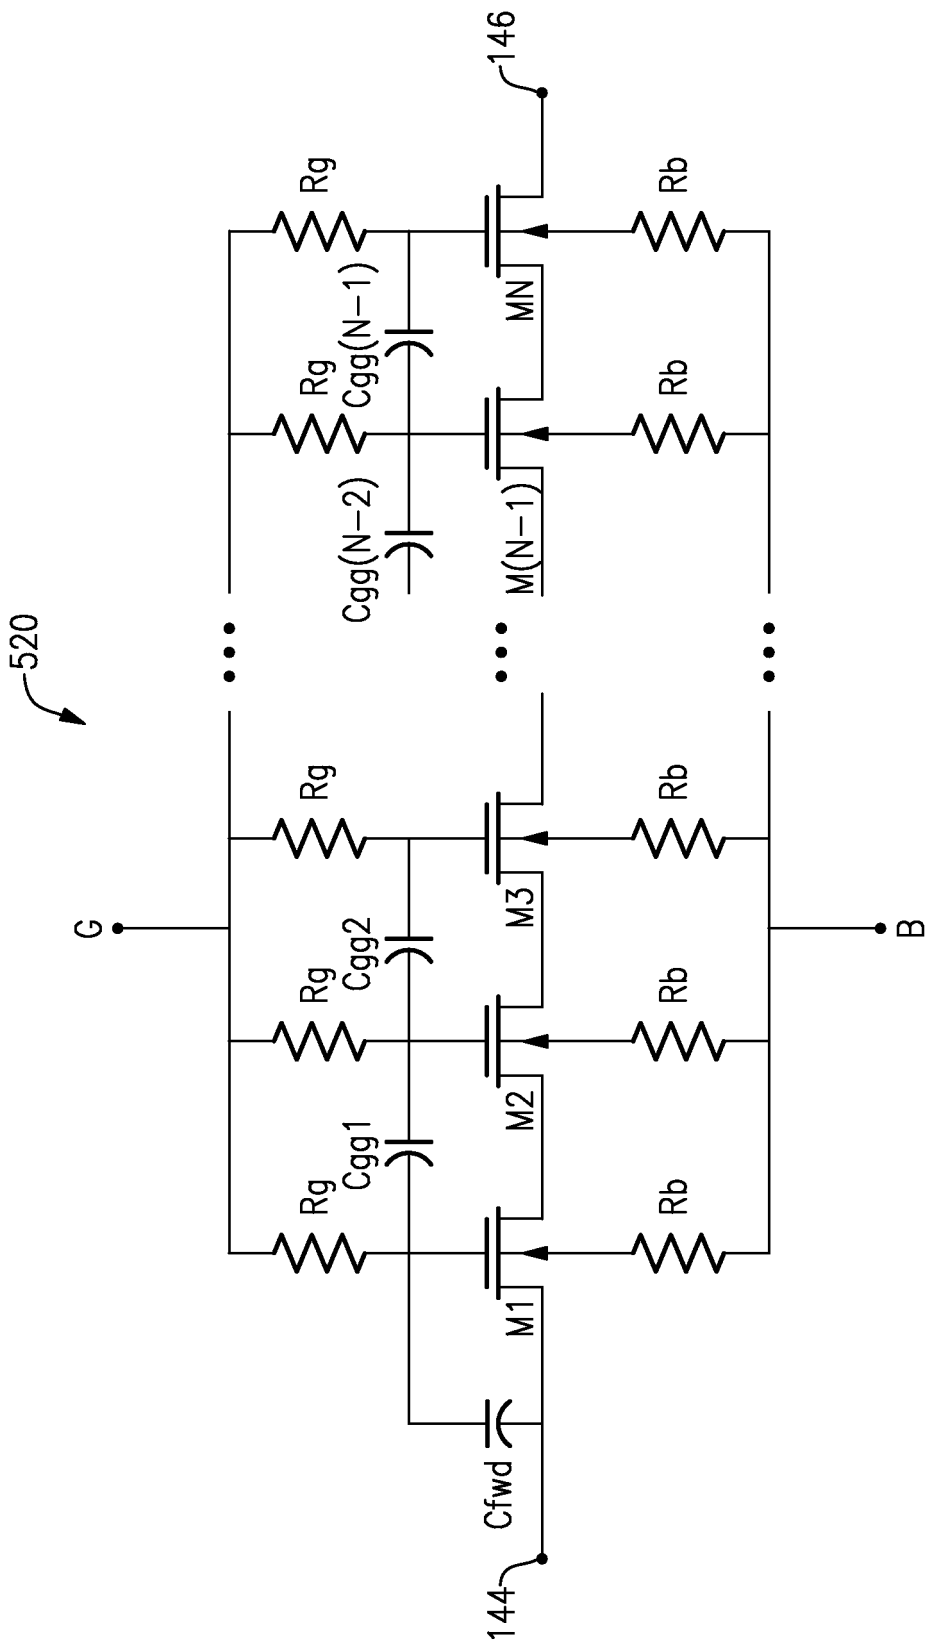 520
G
Rg
Rg
Rg
Rg
Rg
Cgg1
Cgg2
Cgg(N-2)
Cgg(N-1)
Cfwd
144
M1
M2
M3
M(N-1)
MN
146
Rb
Rb
Rb
Rb
Rb
B